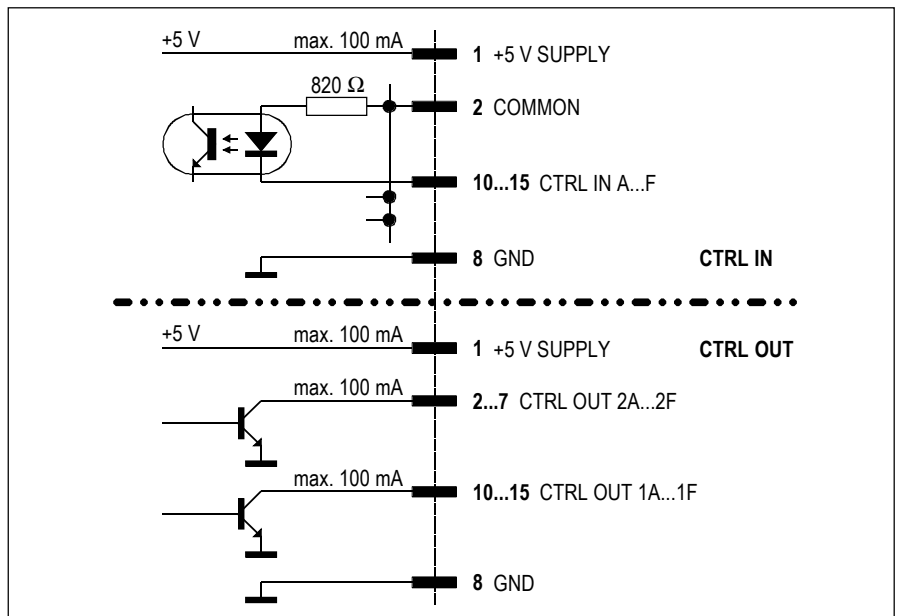 +5 V max. 100 mA 1 +5 V SUPPLY
820 Ω
2 COMMON
10...15 CTRL IN A...F
8 GND CTRL IN
+5 V max. 100 mA 1 +5 V SUPPLY CTRL OUT
max. 100 mA 2...7 CTRL OUT 2A...2F
max. 100 mA 10...15 CTRL OUT 1A...1F
8 GND